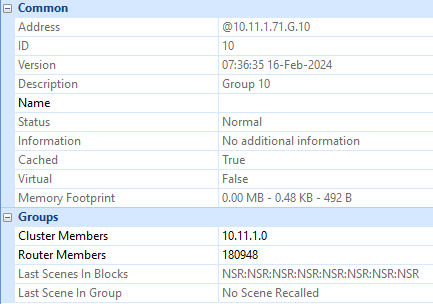 Common
Address @10.11.1.71.G.10
ID 10
Version 07:36:35 16-Feb-2024
Description Group 10
Name
Status Normal
Information No additional information
Cached True
Virtual False
Memory Footprint 0.00 MB - 0.48 KB - 492 B
Groups
Cluster Members 10.11.1.0
Router Members 180948
Last Scenes In Blocks NSR:NSR:NSR:NSR:NSR:NSR:NSR:NSR
Last Scene In Group No Scene Recalled